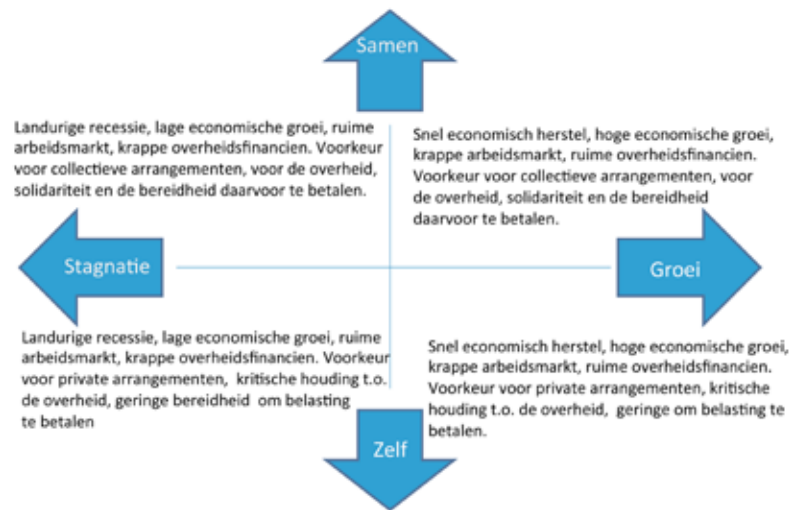 Samen
Landurige recessie, lage economische groei, ruime
arbeidsmarkt, krappe overheidsfinancien. Voorkeur
voor collectieve arrangementen, voor de overheid,
solidariteit en de bereidheid daarvoor te betalen.
Snel economisch herstel, hoge economische groei,
krappe arbeidsmarkt, ruime overheidsfinancien.
Voorkeur voor collectieve arrangementen, voor
de overheid, solidariteit en de bereidheid
daarvoor te betalen.
Stagnatie
Groei
Landurige recessie, lage economische groei, ruime
arbeidsmarkt, krappe overheidsfinancien. Voorkeur
voor private arrangementen, kritische houding t.o.
de overheid, geringe bereidheid om belasting
te betalen
Snel economisch herstel, hoge economische groei,
krappe arbeidsmarkt, ruime overheidsfinancien.
Voorkeur voor private arrangementen, kritische
houding t.o. de overheid, geringe om belasting te
betalen.
Zelf